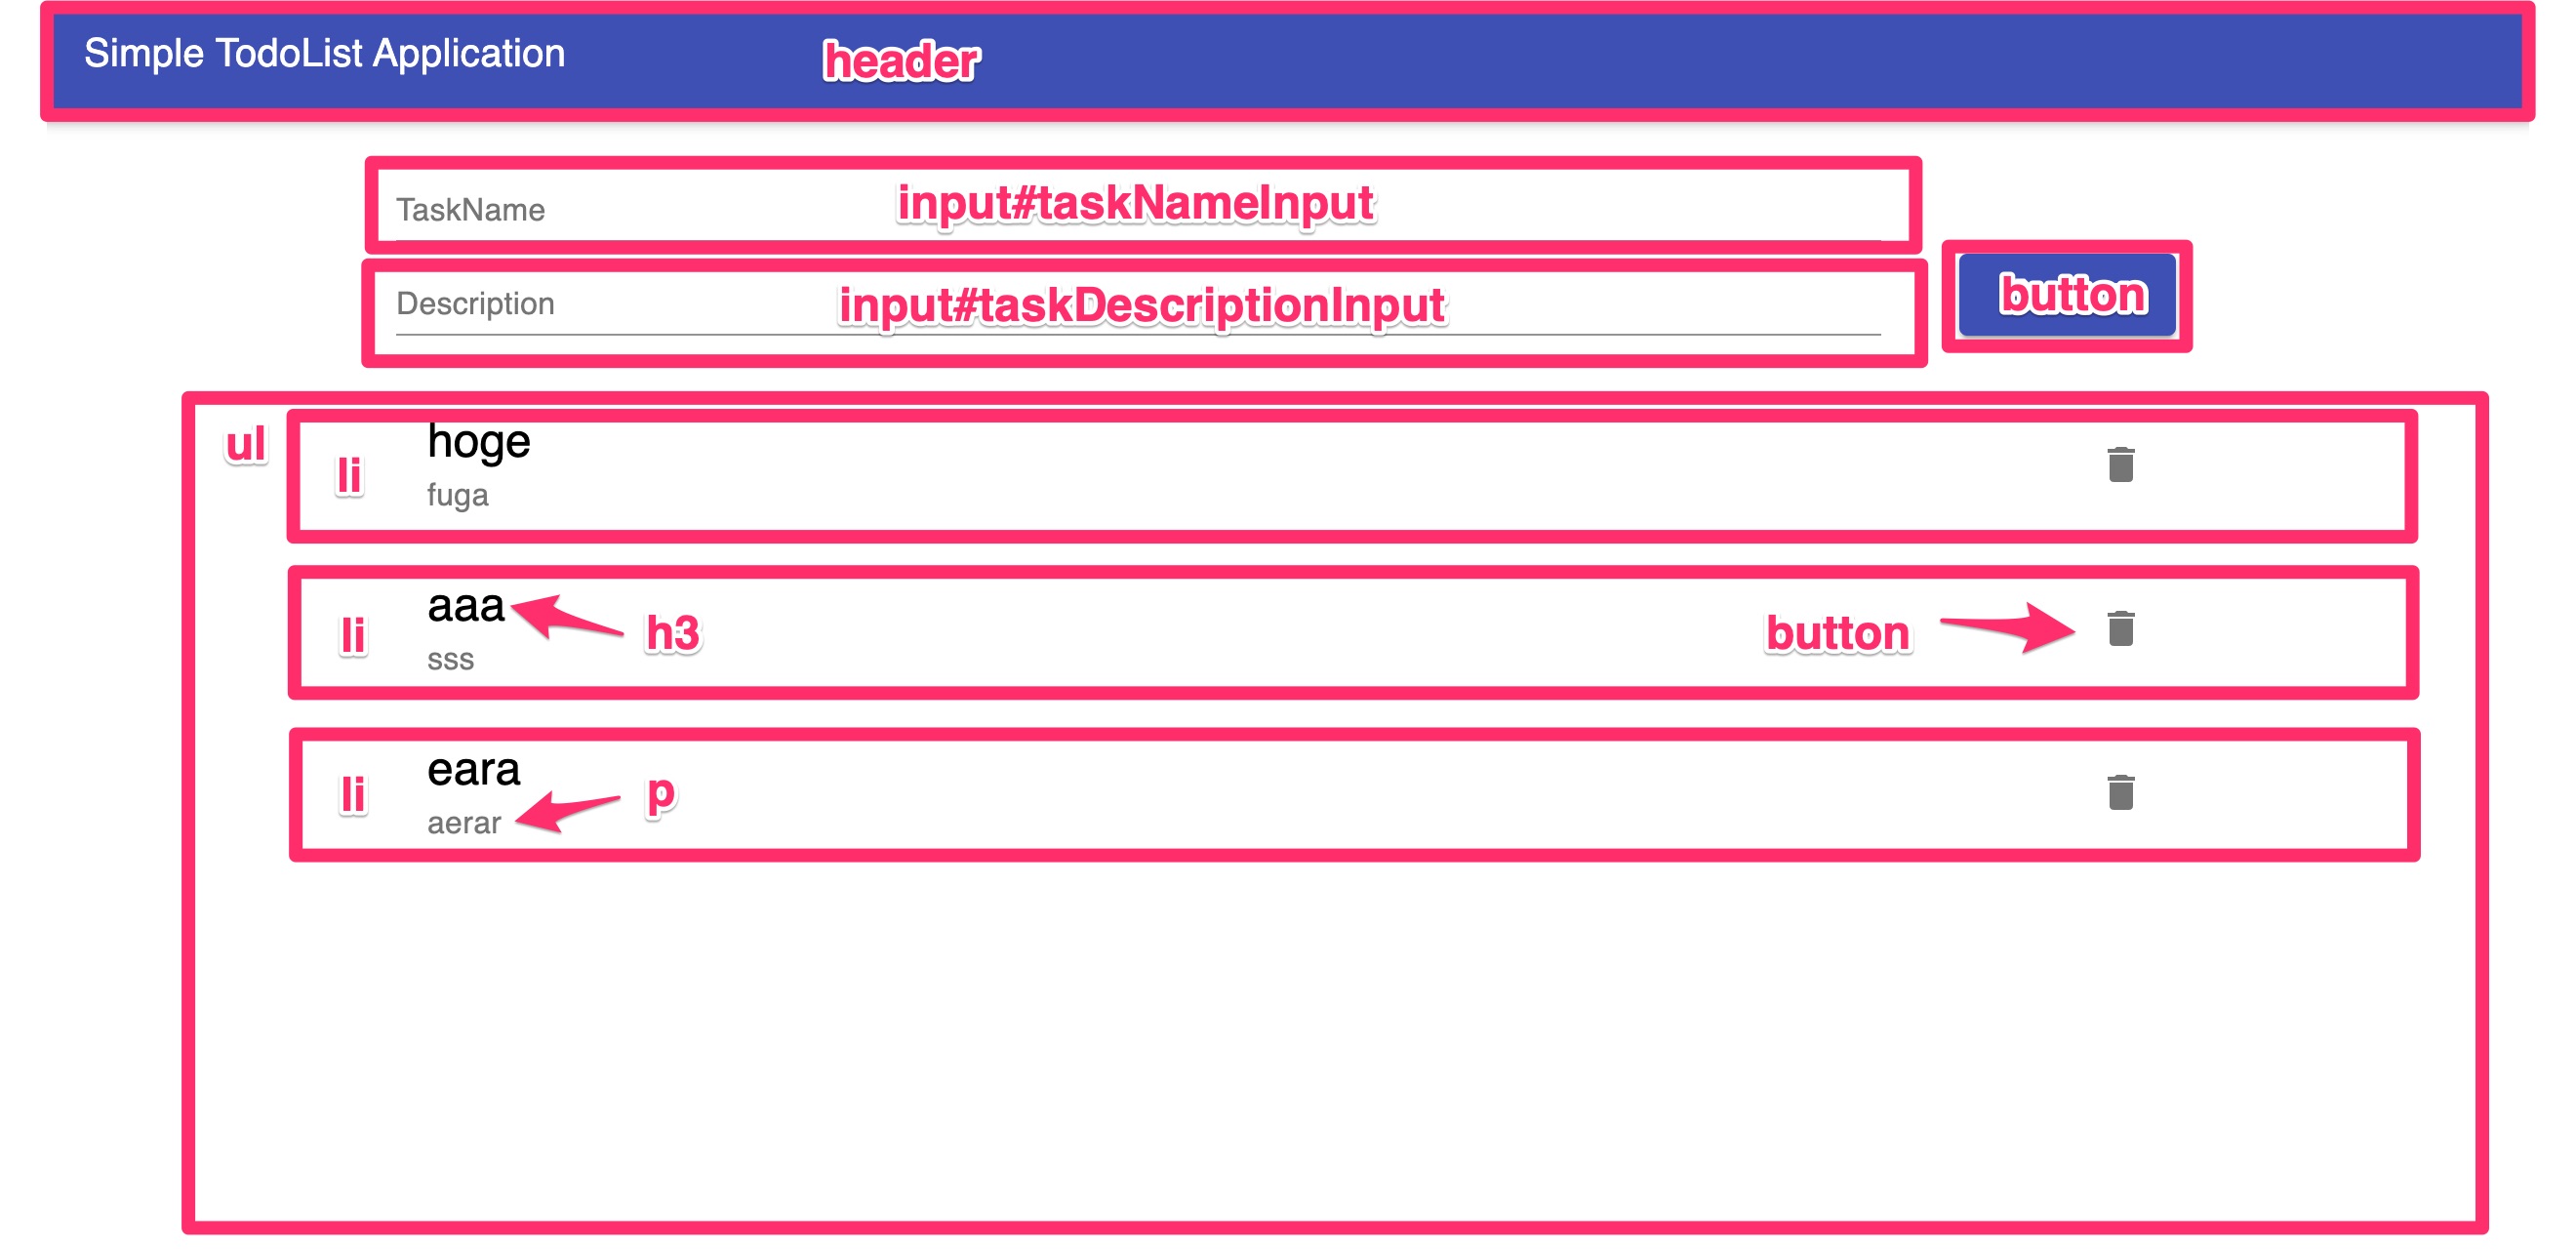 Simple TodoList Application
header
TaskName
input#taskNameInput
Description
input#taskDescriptionInput
button
ul
li
hoge
fuga
li
aaa
h3
sss
button
li
eara
p
aerar